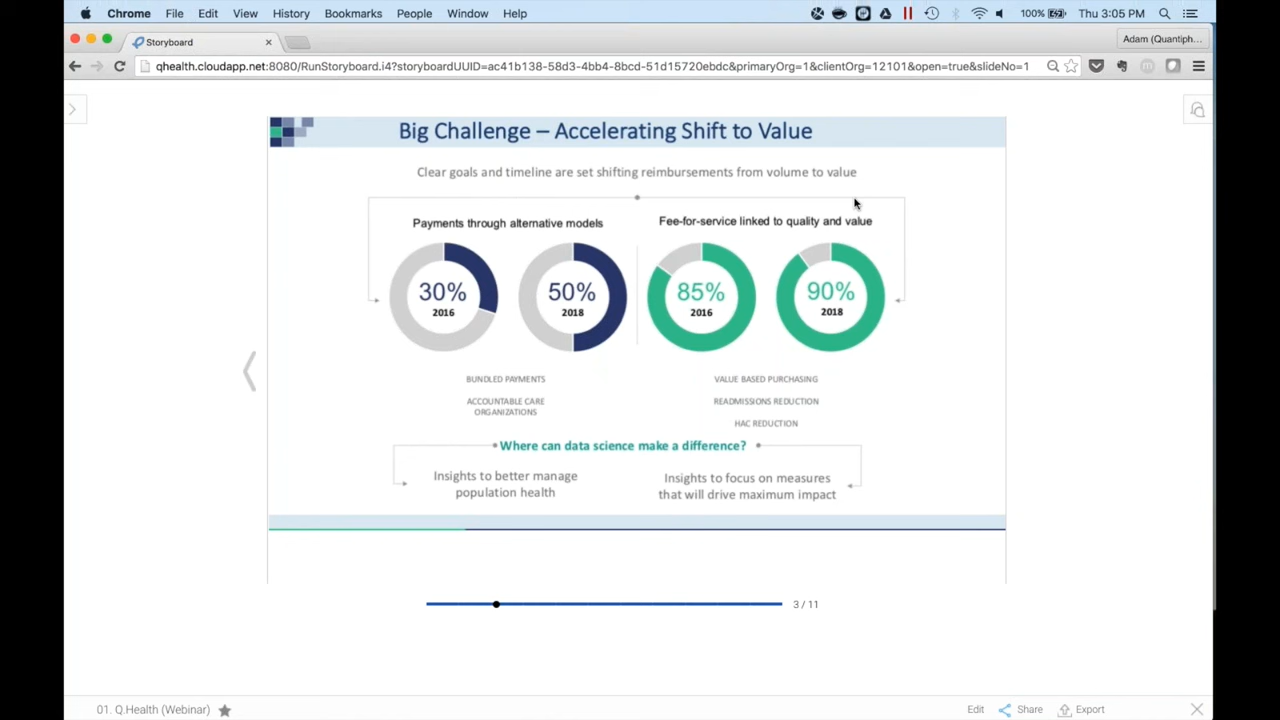 Chrome File Edit View History Bookmarks People Window Help
100% Thu 3:05 PM
Storyboard
Adam (Quantiph...
qhealth.cloudapp.net:8080/RunStoryboard.i4?storyboardUUID=ac41b138-58d3-4bb4-8bcd-51d15720ebdc&primaryOrg=1&clientOrg=12101&open=true&slideNo=1
Big Challenge – Accelerating Shift to Value
Clear goals and timeline are set shifting reimbursements from volume to value
Payments through alternative models
Fee-for-service linked to quality and value
30%
2016
50%
2018
85%
2016
90%
2018
BUNDLED PAYMENTS
ACCOUNTABLE CARE
ORGANIZATIONS
VALUE BASED PURCHASING
READMISSIONS REDUCTION
HAC REDUCTION
Where can data science make a difference?
Insights to better manage
population health
Insights to focus on measures
that will drive maximum impact
3 / 11
01. Q.Health (Webinar)
Edit Share Export